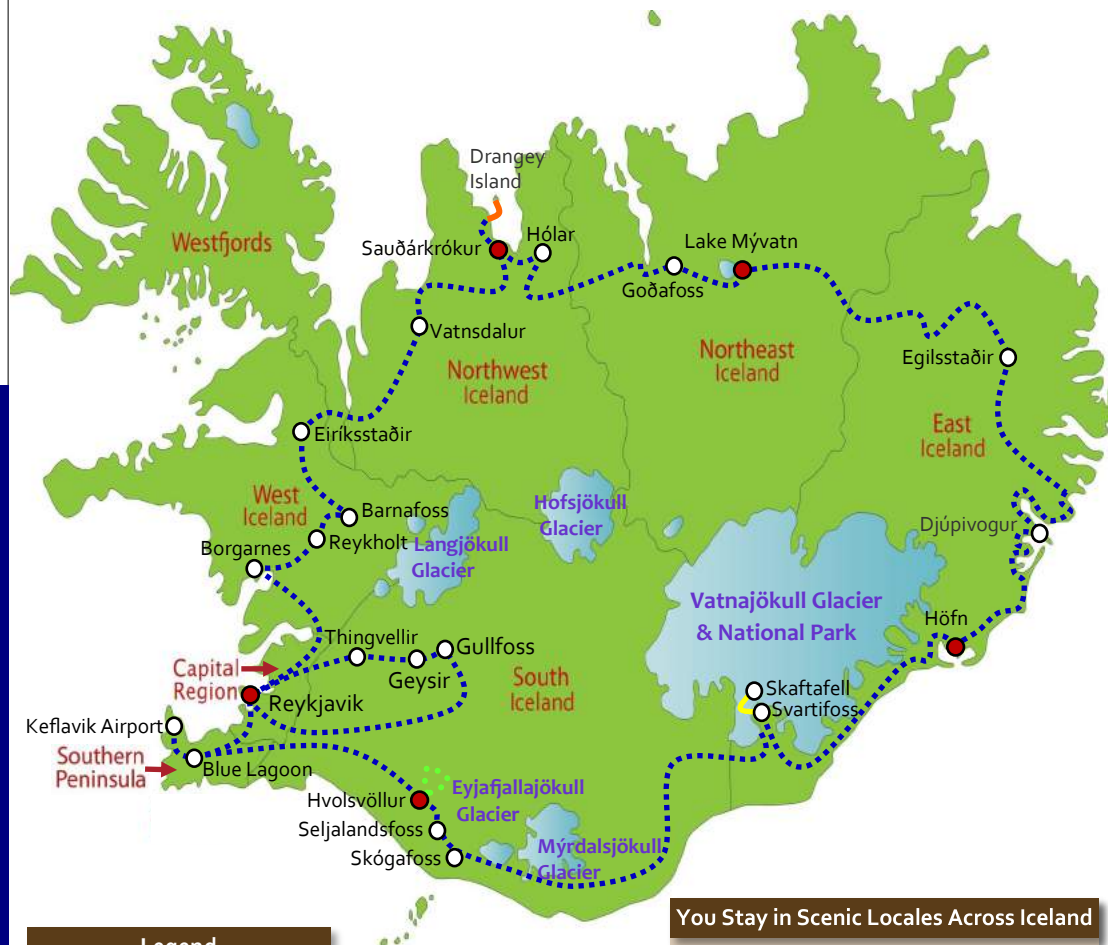 Drangey
Island
Westfjords
Sauðárkrókur
Hólar
Lake Mývatn
Goðafoss
Vatnsdalur
Northwest
Iceland
Northeast
Iceland
Egilsstaðir
Eiríksstaðir
East
Iceland
West
Iceland
Barnafoss
Hofsjökull
Glacier
Djúpivogur
Borgarnes
Reykholt
Langjökull
Glacier
Vatnajökull Glacier
& National Park
Höfn
Thingvellir
Gullfoss
Geysir
Capital
Region
South
Iceland
Reykjavik
Skaftafell
Svartifoss
Keflavik Airport
Southern
Peninsula
Blue Lagoon
Hvolsvöllur
Eyjafjallajökull
Glacier
Seljalandsfoss
Skógafoss
Mýrdalsjökull
Glacier
You Stay in Scenic Locales Across Iceland
Legend